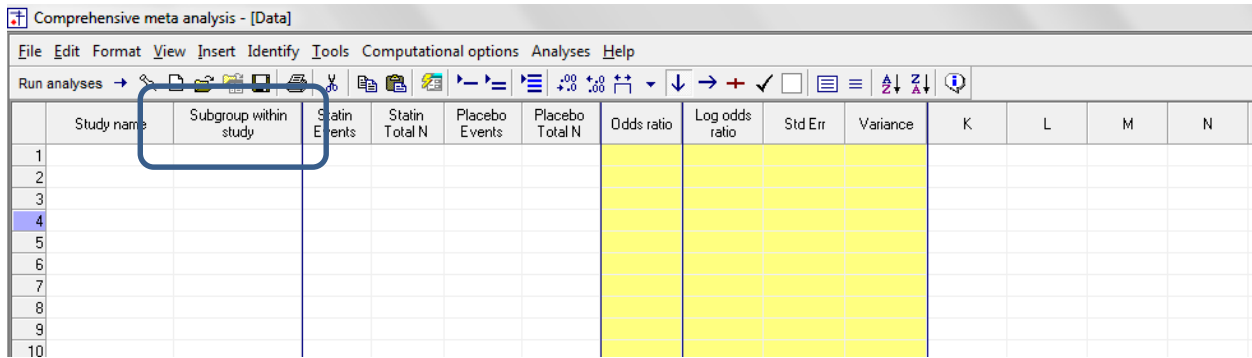 Comprehensive meta analysis - [Data]
File Edit Format View Insert Identify Tools Computational options Analyses Help
Run analyses
Study name Subgroup within study Statin Events Statin Total N Placebo Events Placebo Total N Odds ratio Log odds ratio Std Err Variance K L M N
1
2
3
4
5
6
7
8
9
10